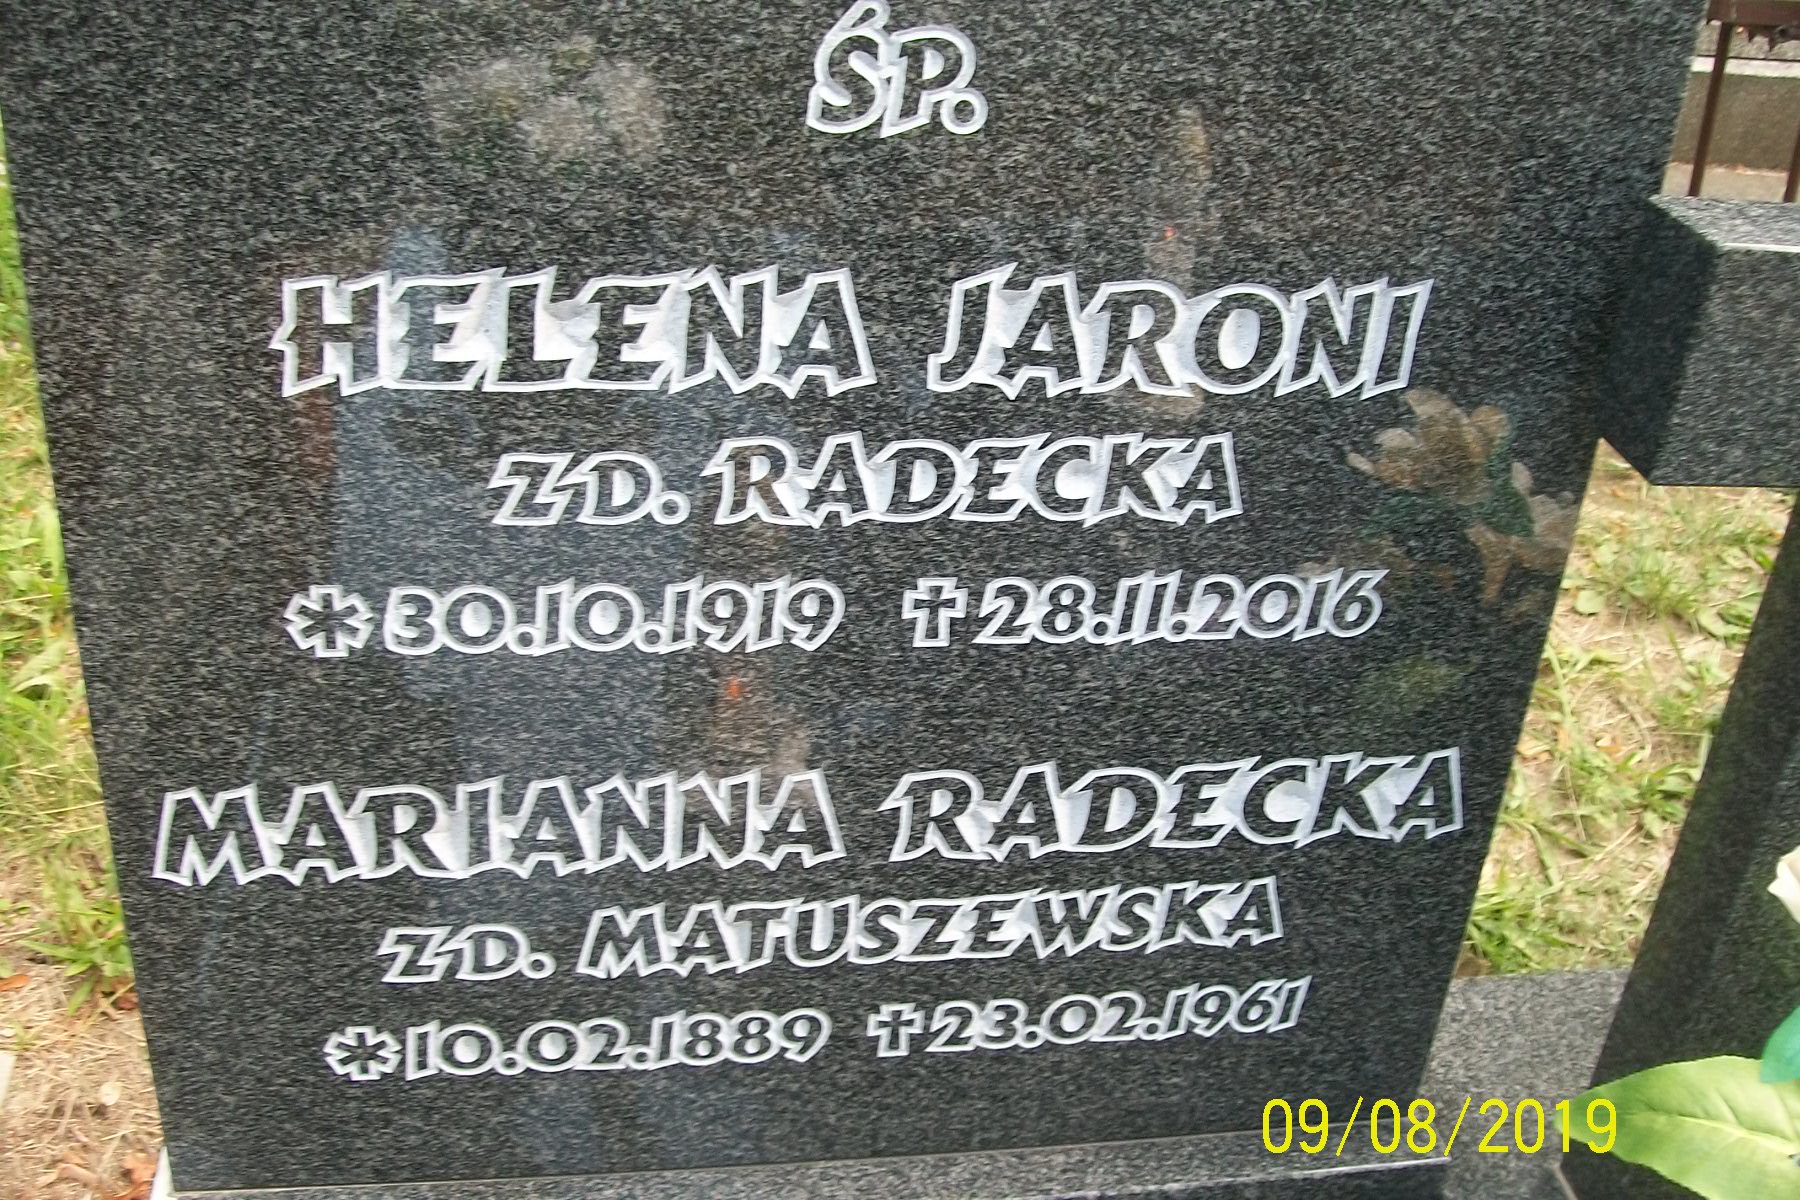 ŚP.
HELENA JARONI
ZD. RADECKA
*30.10.1919 ✝28.11.2016
MARIANNA RADECKA
ZD. MATUSZEWSKA
*10.02.1889 ✝23.02.1961
09/08/2019